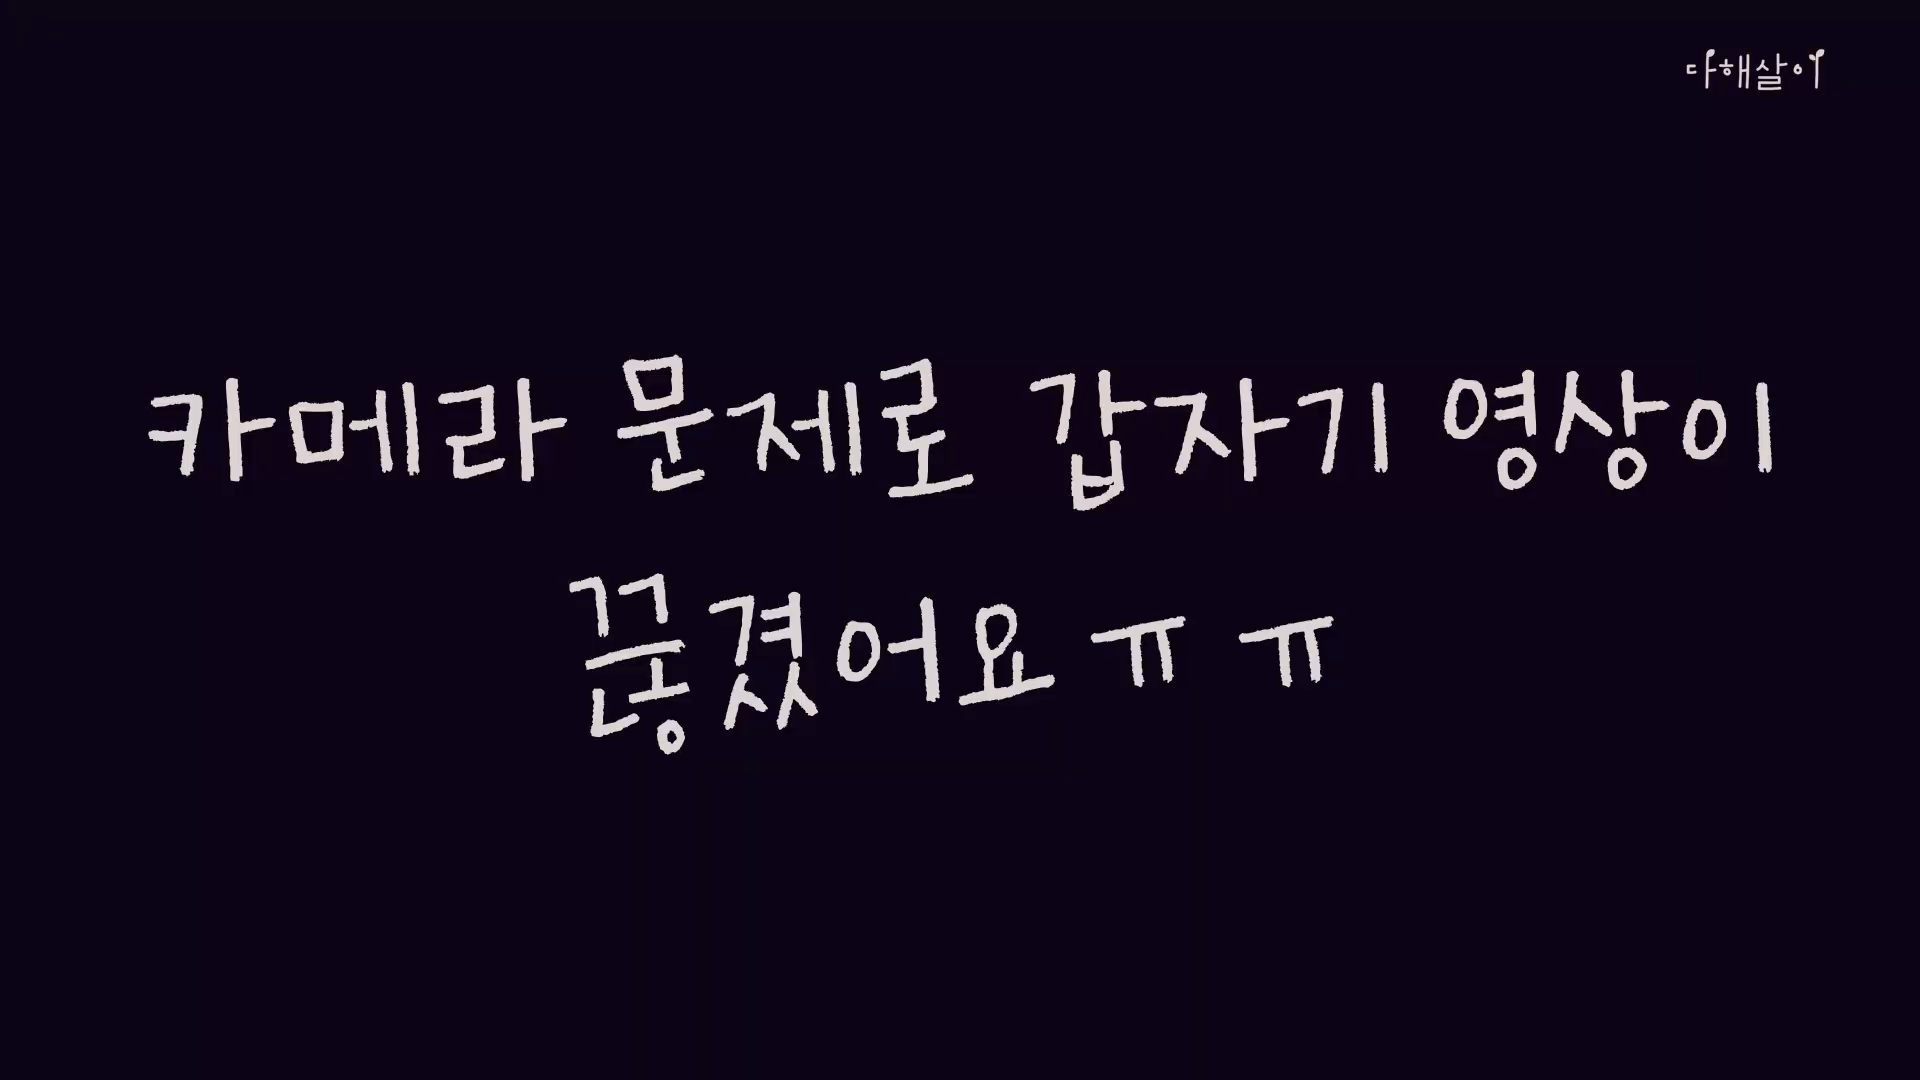 다해살이
카메라 문제로 갑자기 영상이
끊겼어요 ㅠ ㅠ